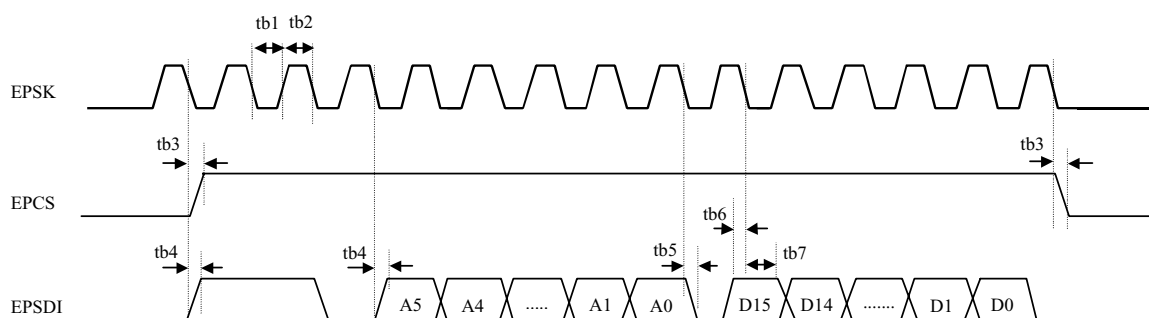 tb1 tb2
EPSK
tb3 tb3
EPCS
tb6
tb4 tb4 tb5 tb7
EPSDI A5 A4 ..... A1 A0 D15 D14 ....... D1 D0